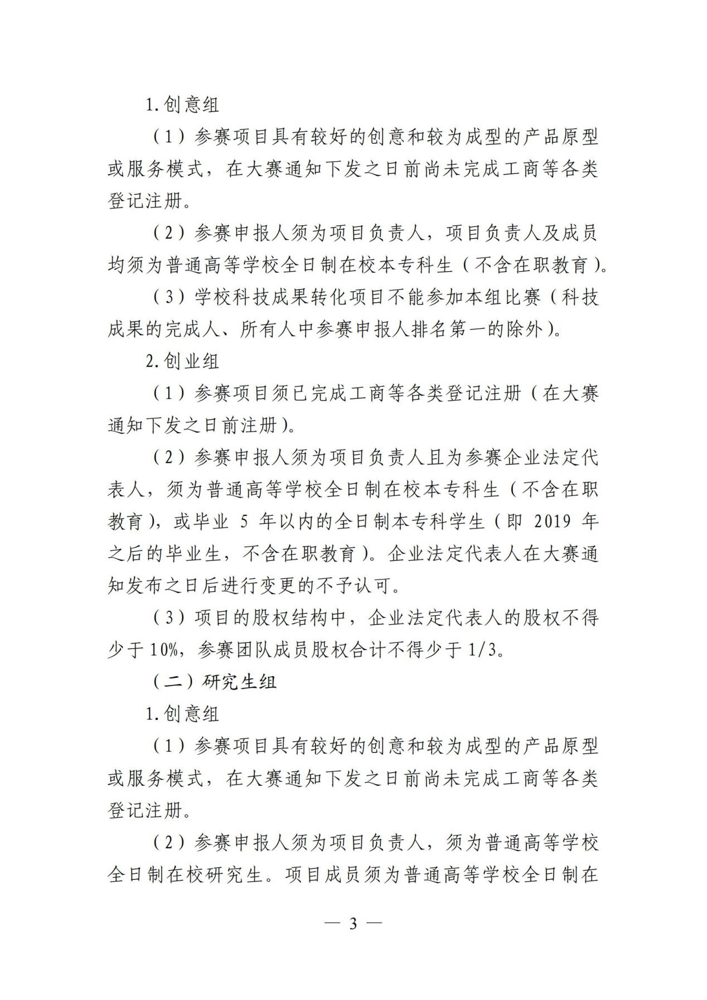 1.创意组
（1）参赛项目具有较好的创意和较为成型的产品原型
或服务模式，在大赛通知下发之日前尚未完成工商等各类
登记注册。
（2）参赛申报人须为项目负责人，项目负责人及成员
均须为普通高等学校全日制在校本专科生（不含在职教育）。
（3）学校科技成果转化项目不能参加本组比赛（科技
成果的完成人、所有人中参赛申报人排名第一的除外）。
2.创业组
（1）参赛项目须已完成工商等各类登记注册（在大赛
通知下发之日前注册）。
（2）参赛申报人须为项目负责人且为参赛企业法定代
表人，须为普通高等学校全日制在校本专科生（不含在职
教育），或毕业 5 年以内的全日制本专科学生（即 2019 年
之后的毕业生，不含在职教育）。企业法定代表人在大赛通
知发布之日后进行变更的不予认可。
（3）项目的股权结构中，企业法定代表人的股权不得
少于10%，参赛团队成员股权合计不得少于1/3。
（二）研究生组
1.创意组
（1）参赛项目具有较好的创意和较为成型的产品原型
或服务模式，在大赛通知下发之日前尚未完成工商等各类
登记注册。
（2）参赛申报人须为项目负责人，须为普通高等学校
全日制在校研究生。项目成员须为普通高等学校全日制在
— 3 —